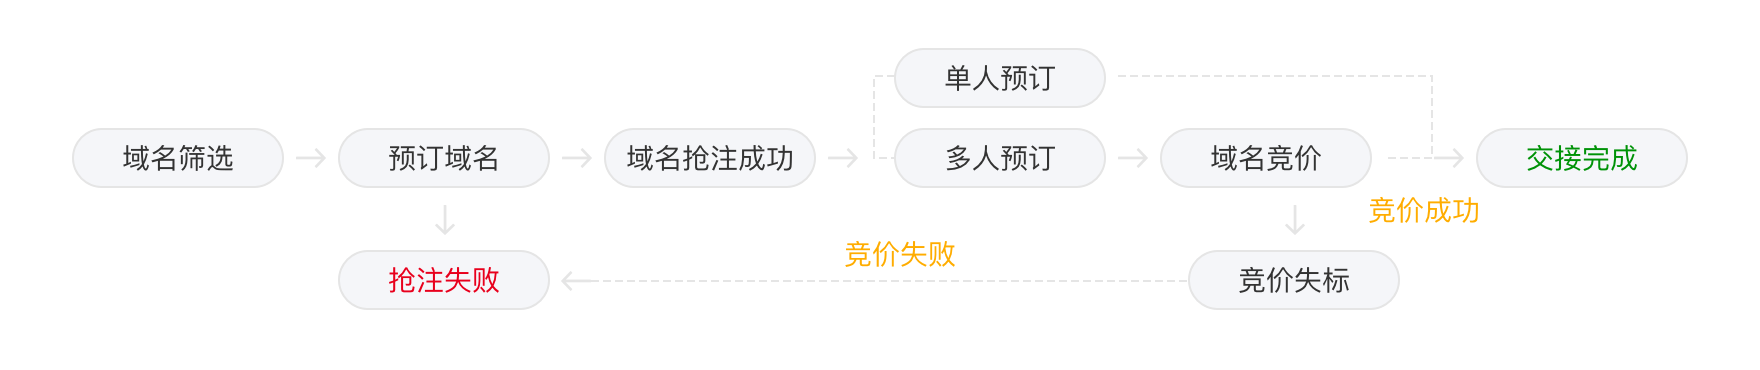 单人预订
域名筛选
预订域名
域名抢注成功
多人预订
域名竞价
交接完成
竞价成功
竞价失败
抢注失败
竞价失标